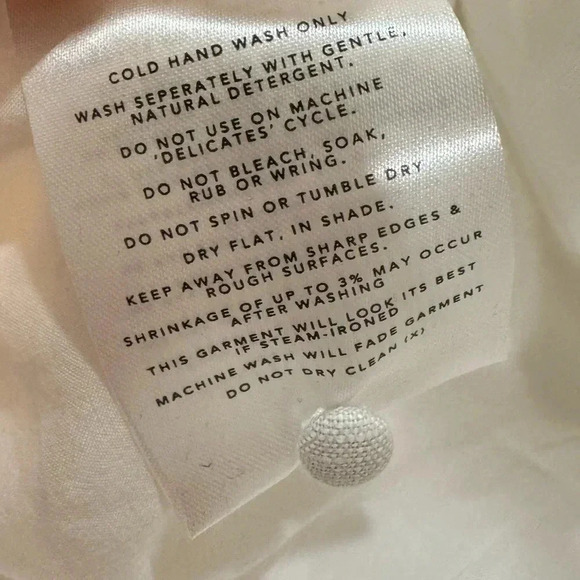 COLD HAND WASH ONLY
WASH SEPERATELY WITH GENTLE,
NATURAL DETERGENT.
DO NOT USE ON MACHINE
'DELICATES' CYCLE.
DO NOT BLEACH, SOAK,
RUB OR WRING.
DO NOT SPIN OR TUMBLE DRY
DRY FLAT, IN SHADE.
KEEP AWAY FROM SHARP EDGES &
ROUGH SURFACES.
SHRINKAGE OF UP TO 3% MAY OCCUR
AFTER WASHING
THIS GARMENT WILL LOOK ITS BEST
IF STEAM-IRONED
MACHINE WASH WILL FADE GARMENT
DO NOT DRY CLEAN (X)